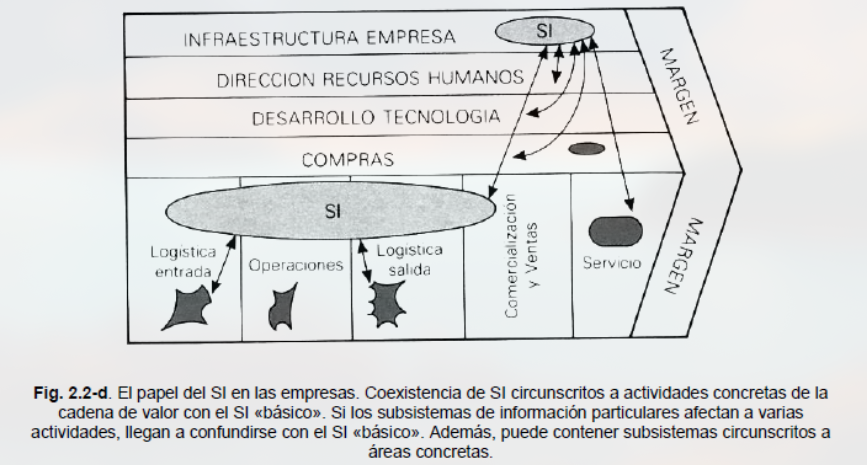 INFRAESTRUCTURA EMPRESA
SI
DIRECCION RECURSOS HUMANOS
DESARROLLO TECNOLOGIA
COMPRAS
MARGEN
SI
Logística
entrada
Operaciones
Logística
salida
Comercialización
y Ventas
Servicio
MARGEN
Fig. 2.2-d. El papel del SI en las empresas. Coexistencia de SI circunscritos a actividades concretas de la
cadena de valor con el SI «básico». Si los subsistemas de información particulares afectan a varias
actividades, llegan a confundirse con el SI «básico». Además, puede contener subsistemas circunscritos a
áreas concretas.